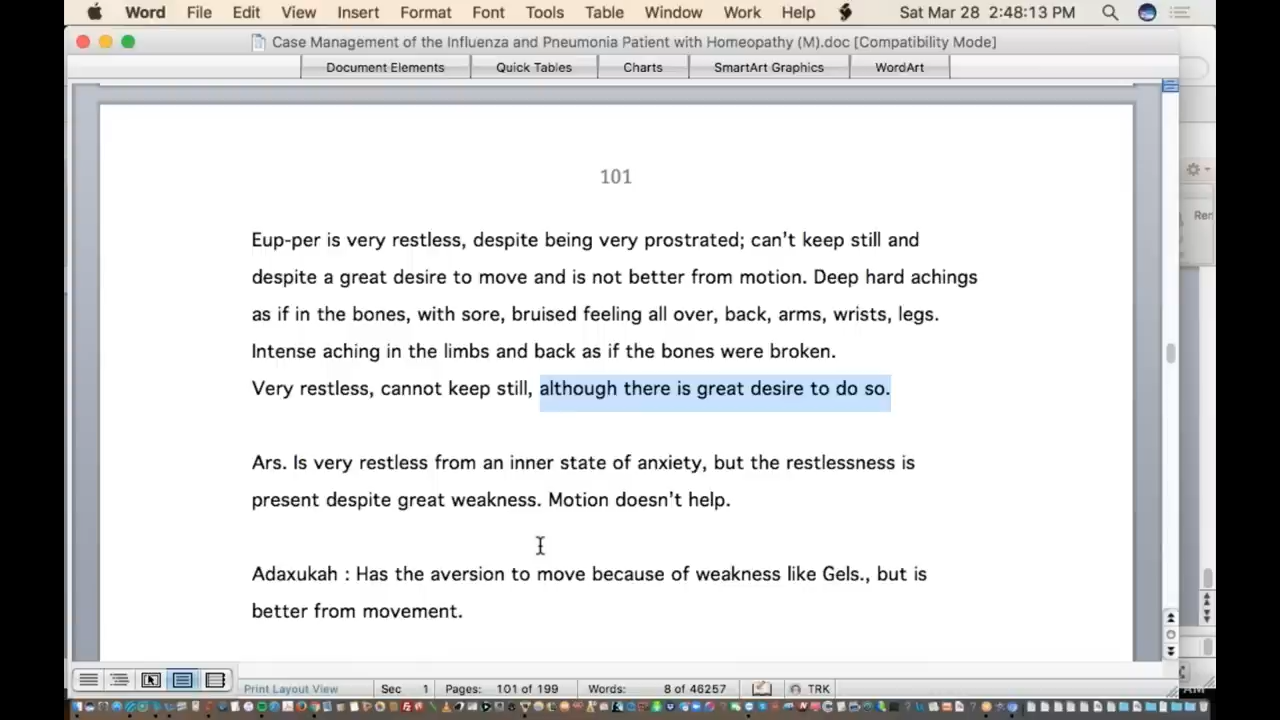 Word File Edit View Insert Format Font Tools Table Window Work Help Sat Mar 28 2:48:13 PM
Case Management of the Influenza and Pneumonia Patient with Homeopathy (M).doc [Compatibility Mode]
Document Elements Quick Tables Charts SmartArt Graphics WordArt
101
Eup-per is very restless, despite being very prostrated; can't keep still and
despite a great desire to move and is not better from motion. Deep hard achings
as if in the bones, with sore, bruised feeling all over, back, arms, wrists, legs.
Intense aching in the limbs and back as if the bones were broken.
Very restless, cannot keep still, although there is great desire to do so.
Ars. Is very restless from an inner state of anxiety, but the restlessness is
present despite great weakness. Motion doesn't help.
Adaxukah : Has the aversion to move because of weakness like Gels., but is
better from movement.
Print Layout View Sec 1 Pages: 101 of 199 Words: 8 of 46257 TRK